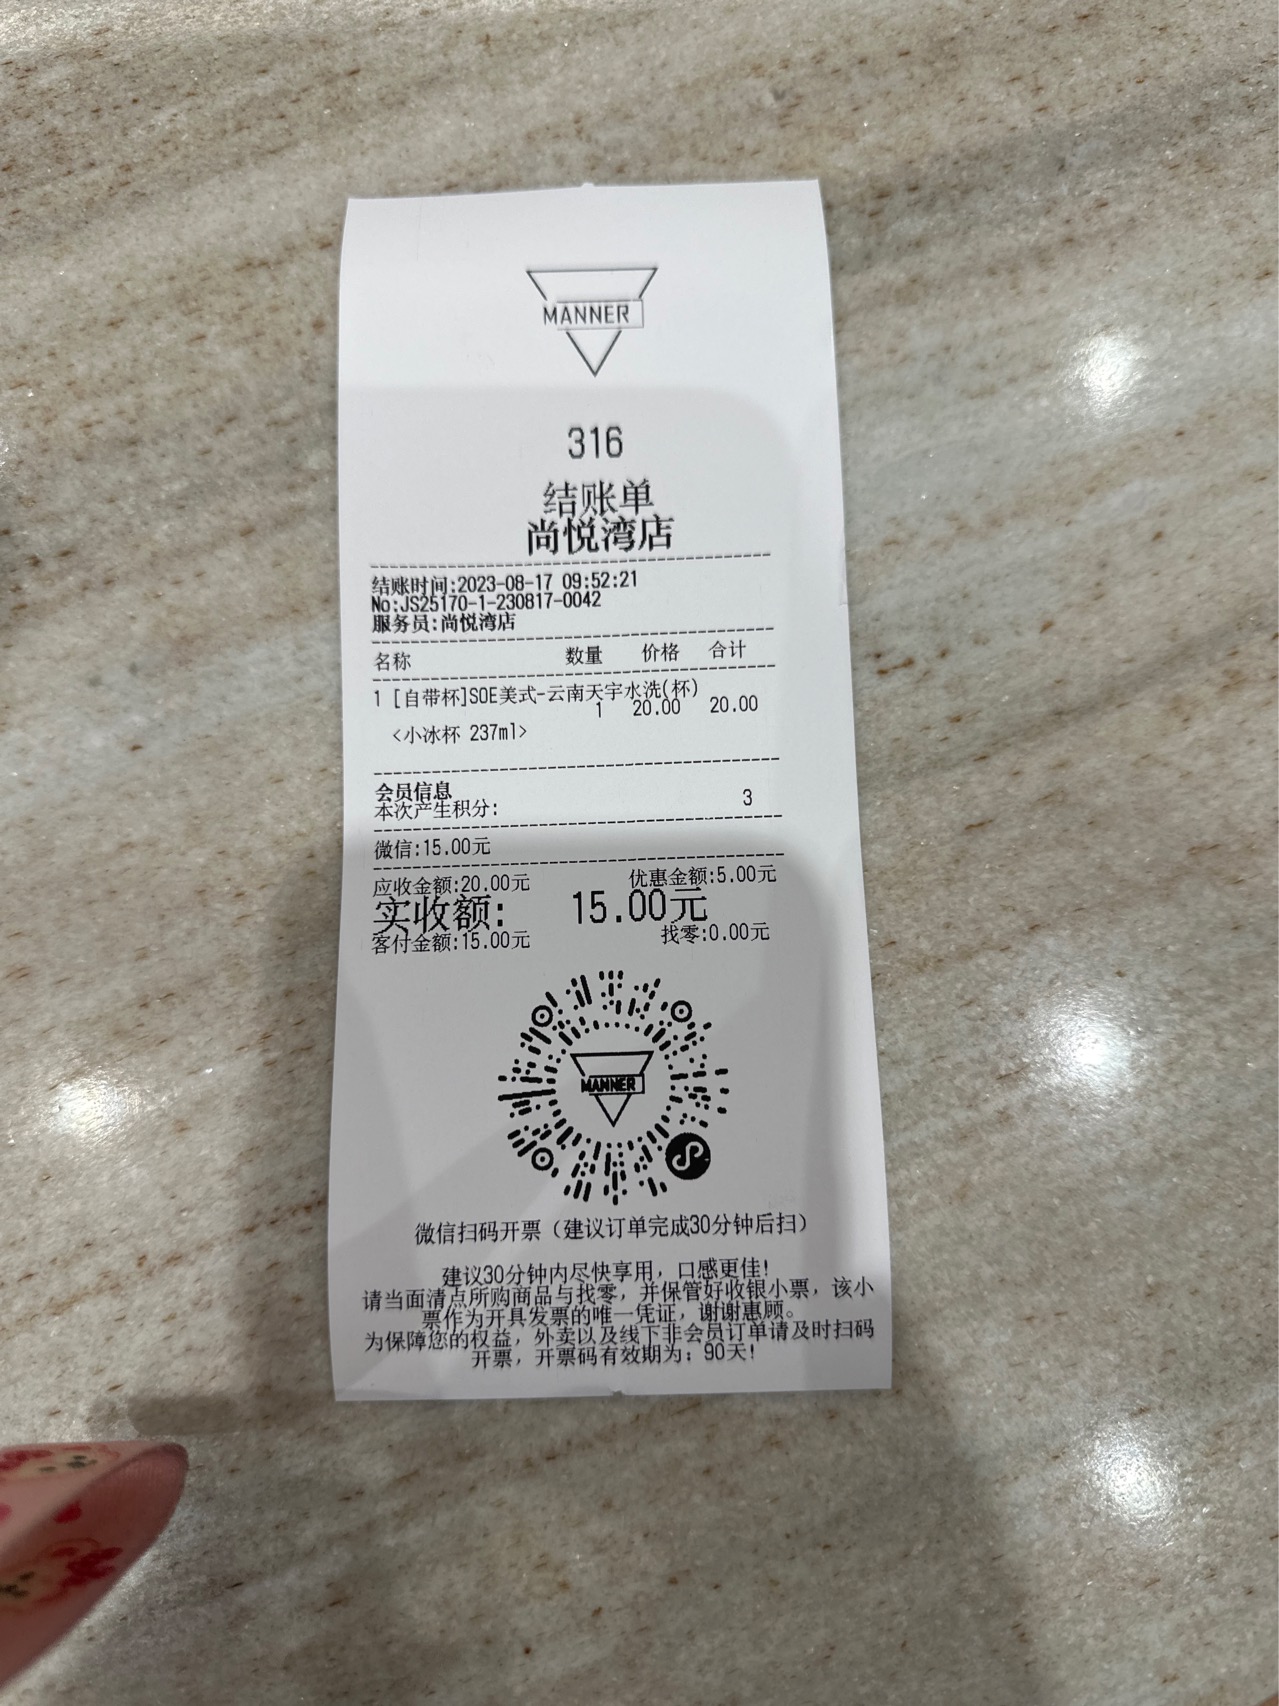 MANNER
316
结账单
尚悦湾店
结账时间:2023-08-17 09:52:21
No:JS25170-1-230817-0042
服务员:尚悦湾店
名称 数量 价格 合计
1 [自带杯]SOE美式-云南天宇水洗(杯)
1 20.00 20.00
<小冰杯 237ml>
会员信息
本次产生积分: 3
微信:15.00元
应收金额:20.00元 优惠金额:5.00元
实收额: 15.00元
客付金额:15.00元 找零:0.00元
MANNER
微信扫码开票（建议订单完成30分钟后扫）
建议30分钟内尽快享用，口感更佳!
请当面清点所购商品与找零，并保管好收银小票，该小
票作为开具发票的唯一凭证，谢谢惠顾。
为保障您的权益，外卖以及线下非会员订单请及时扫码
开票，开票码有效期为：90天!